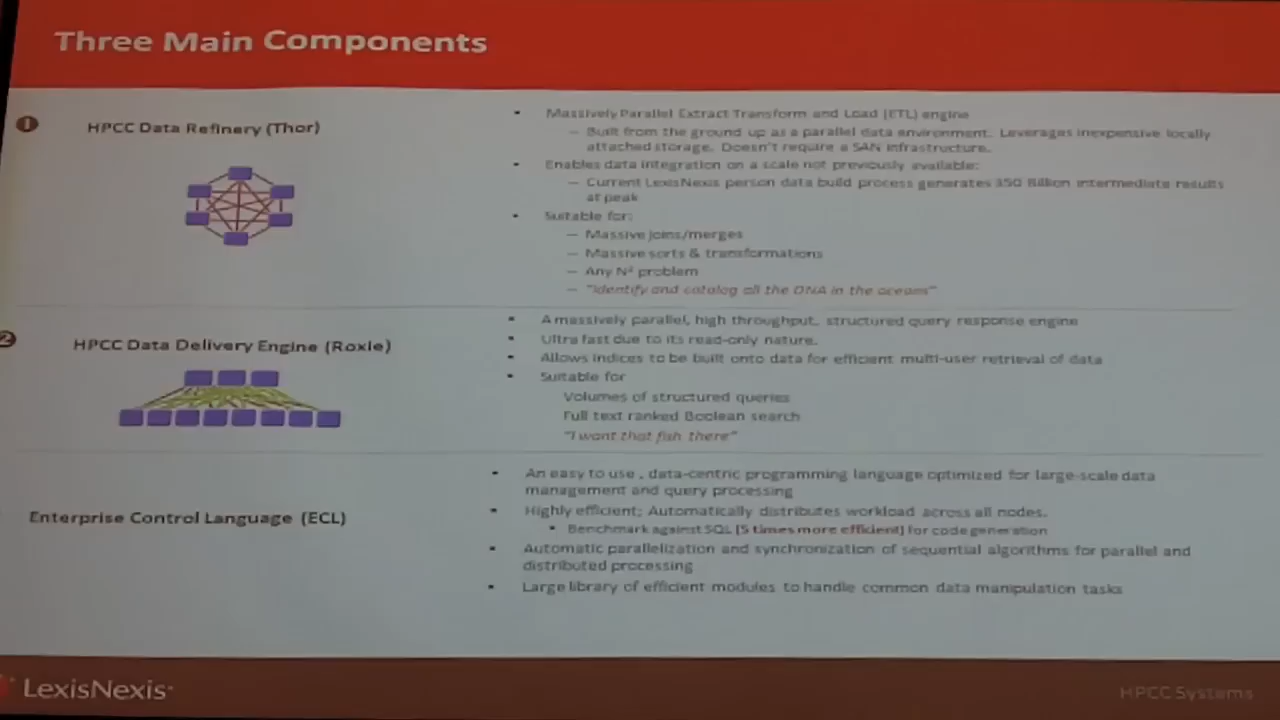 Three Main Components
1
HPCC Data Refinery (Thor)
• Massively Parallel Extract Transform and Load (ETL) engine
– Built from the ground up as a parallel data environment. Leverages inexpensive locally
attached storage. Doesn't require a SAN infrastructure.
• Enables data integration on a scale not previously available:
– Current LexisNexis person data build process generates 350 Billion intermediate results
at peak
• Suitable for:
– Massive joins/merges
– Massive sorts & transformations
– Any N² problem
– "Identify and catalog all the DNA in the oceans"
2
HPCC Data Delivery Engine (Roxie)
• A massively parallel, high throughput, structured query response engine
• Ultra fast due to its read-only nature.
• Allows indices to be built onto data for efficient multi-user retrieval of data
• Suitable for
Volumes of structured queries
Full text ranked Boolean search
"I want that fish there"
Enterprise Control Language (ECL)
• An easy to use , data-centric programming language optimized for large-scale data
management and query processing
• Highly efficient; Automatically distributes workload across all nodes.
• Benchmark against SQL (5 times more efficient) for code generation
• Automatic parallelization and synchronization of sequential algorithms for parallel and
distributed processing
• Large library of efficient modules to handle common data manipulation tasks
LexisNexis
HPCC Systems